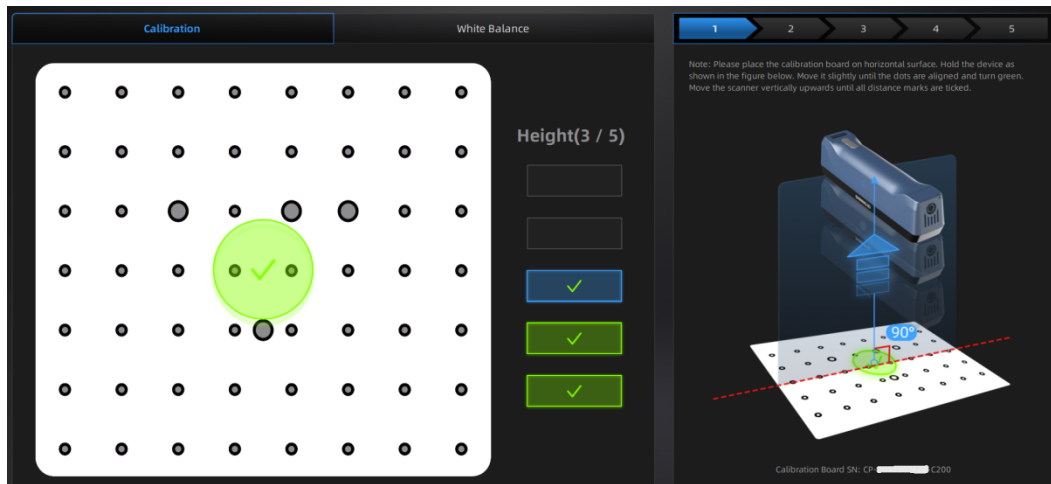 Calibration
White Balance
Height(3 / 5)
1 2 3 4 5
Note: Please place the calibration board on horizontal surface. Hold the device as
shown in the figure below. Move it slightly until the dots are aligned and turn green.
Move the scanner vertically upwards until all distance marks are ticked.
90°
Calibration Board SN: CP- -C200